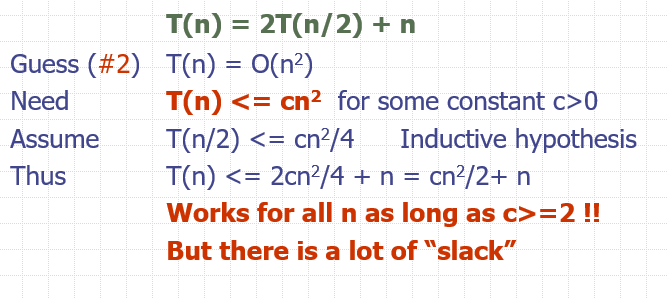 T(n) = 2T(n/2) + n
Guess (#2) T(n) = O(n²)
Need T(n) <= cn² for some constant c>0
Assume T(n/2) <= cn²/4 Inductive hypothesis
Thus T(n) <= 2cn²/4 + n = cn²/2+ n
Works for all n as long as c>=2 !!
But there is a lot of “slack”